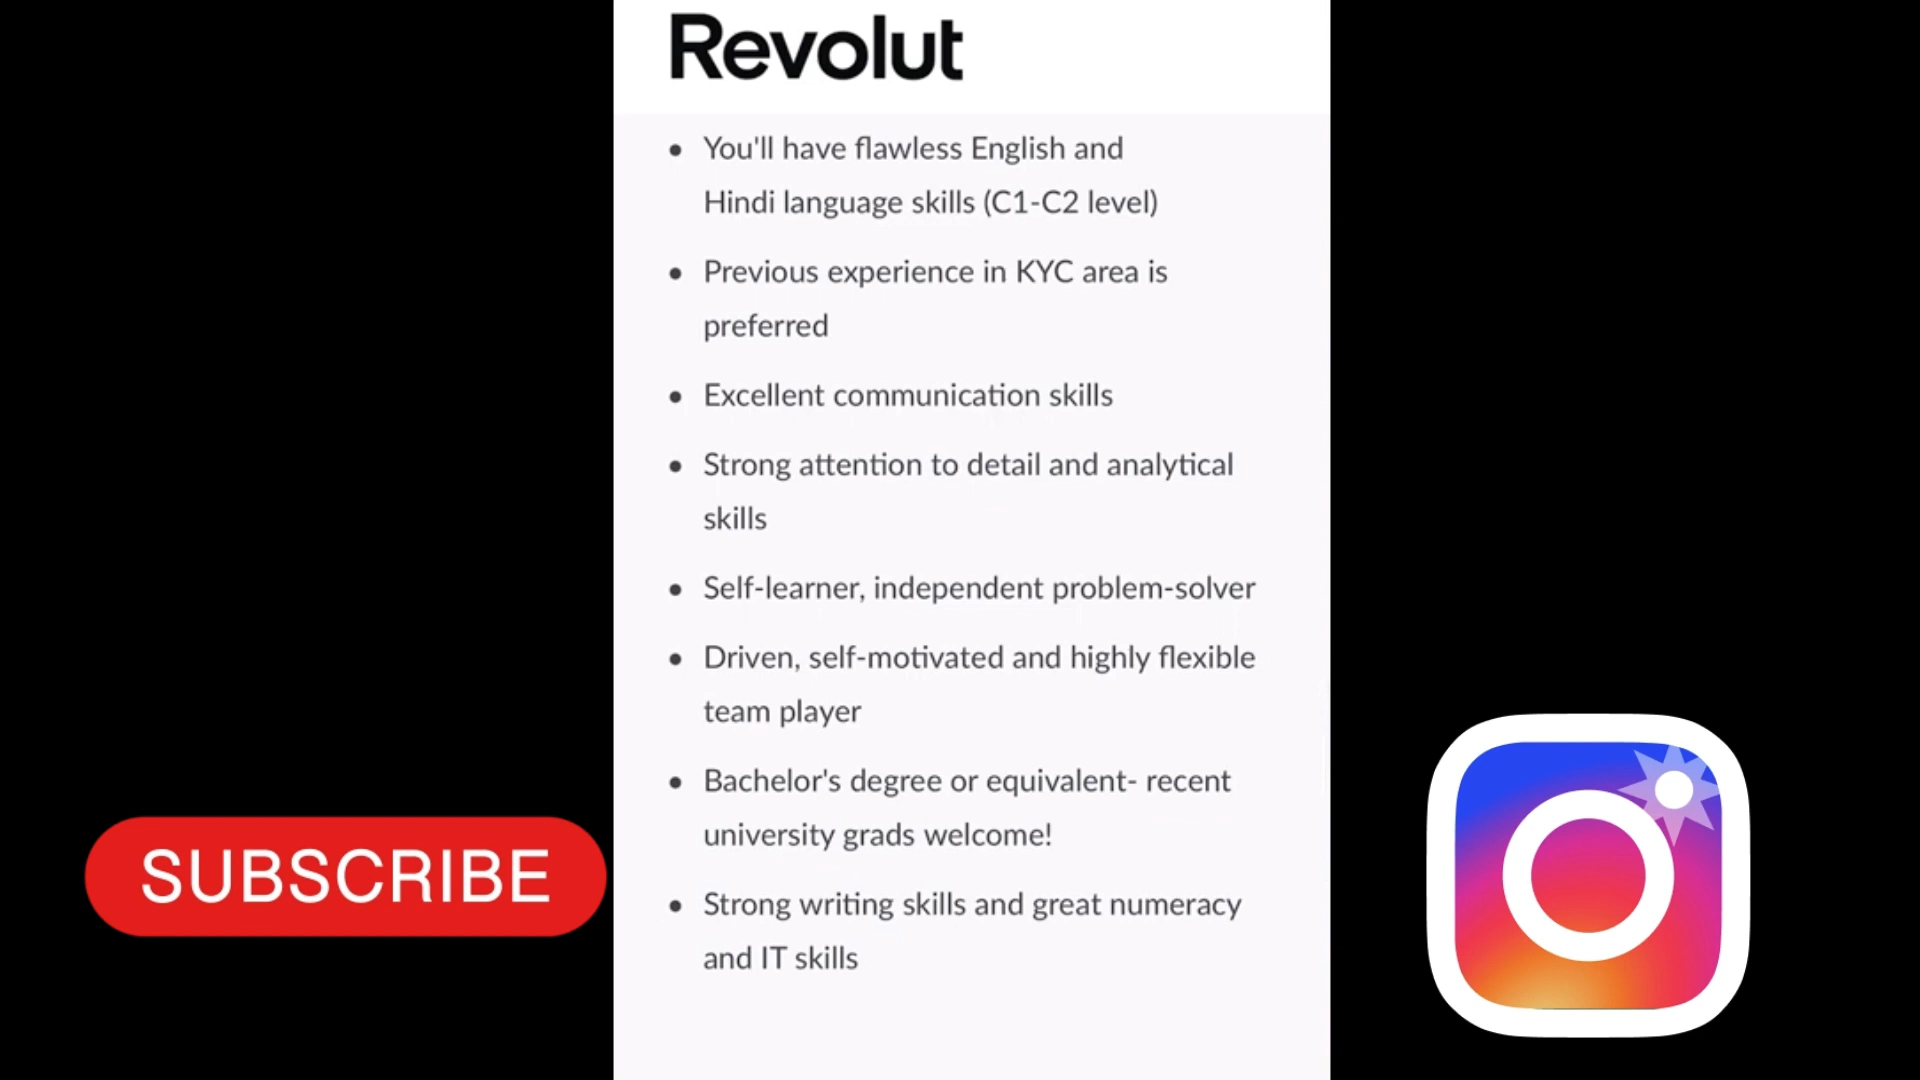 Revolut
• You'll have flawless English and
Hindi language skills (C1-C2 level)
• Previous experience in KYC area is
preferred
• Excellent communication skills
• Strong attention to detail and analytical
skills
• Self-learner, independent problem-solver
• Driven, self-motivated and highly flexible
team player
• Bachelor's degree or equivalent- recent
university grads welcome!
• Strong writing skills and great numeracy
and IT skills
SUBSCRIBE